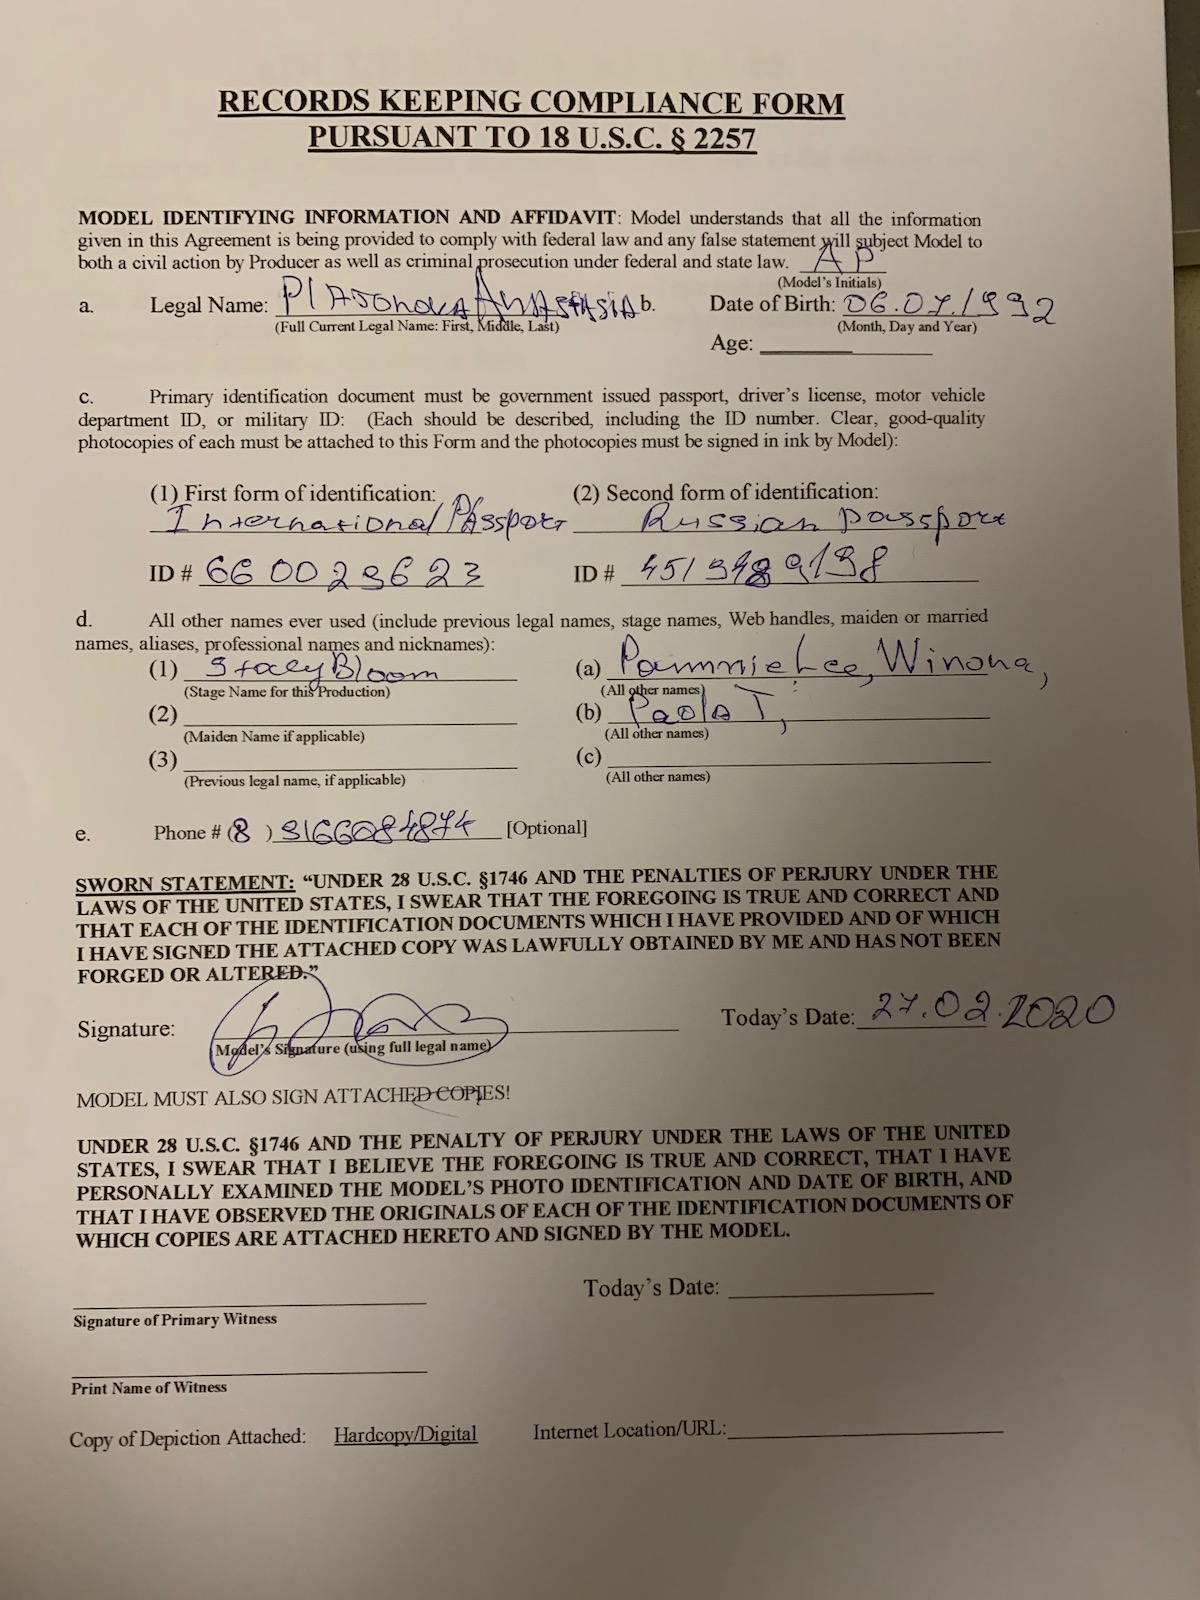 RECORDS KEEPING COMPLIANCE FORM
PURSUANT TO 18 U.S.C. § 2257
MODEL IDENTIFYING INFORMATION AND AFFIDAVIT: Model understands that all the information
given in this Agreement is being provided to comply with federal law and any false statement will subject Model to
both a civil action by Producer as well as criminal prosecution under federal and state law. AP
(Model's Initials)
a. Legal Name: Anastasia b. Date of Birth: 06.07.1992
(Full Current Legal Name: First, Middle, Last) (Month, Day and Year)
Age:
c. Primary identification document must be government issued passport, driver's license, motor vehicle
department ID, or military ID: (Each should be described, including the ID number. Clear, good-quality
photocopies of each must be attached to this Form and the photocopies must be signed in ink by Model):
(1) First form of identification: (2) Second form of identification:
International Passport Russian passport
ID # 66 0029623 ID #
d. All other names ever used (include previous legal names, stage names, Web handles, maiden or married
names, aliases, professional names and nicknames):
(1) Stacy Bloom (a) Lee, Winona,
(Stage Name for this Production) (All other names)
(2) (b) Paola T,
(Maiden Name if applicable) (All other names)
(3) (c)
(Previous legal name, if applicable) (All other names)
e. Phone # (8 ) 9166084874 [Optional]
SWORN STATEMENT: “UNDER 28 U.S.C. §1746 AND THE PENALTIES OF PERJURY UNDER THE
LAWS OF THE UNITED STATES, I SWEAR THAT THE FOREGOING IS TRUE AND CORRECT AND
THAT EACH OF THE IDENTIFICATION DOCUMENTS WHICH I HAVE PROVIDED AND OF WHICH
I HAVE SIGNED THE ATTACHED COPY WAS LAWFULLY OBTAINED BY ME AND HAS NOT BEEN
FORGED OR ALTERED.”
Signature: Today's Date: 27.02.2020
Model's Signature (using full legal name)
MODEL MUST ALSO SIGN ATTACHED COPIES!
UNDER 28 U.S.C. §1746 AND THE PENALTY OF PERJURY UNDER THE LAWS OF THE UNITED
STATES, I SWEAR THAT I BELIEVE THE FOREGOING IS TRUE AND CORRECT, THAT I HAVE
PERSONALLY EXAMINED THE MODEL'S PHOTO IDENTIFICATION AND DATE OF BIRTH, AND
THAT I HAVE OBSERVED THE ORIGINALS OF EACH OF THE IDENTIFICATION DOCUMENTS OF
WHICH COPIES ARE ATTACHED HERETO AND SIGNED BY THE MODEL.
Today's Date:
Signature of Primary Witness
Print Name of Witness
Copy of Depiction Attached: Hardcopy/Digital Internet Location/URL: